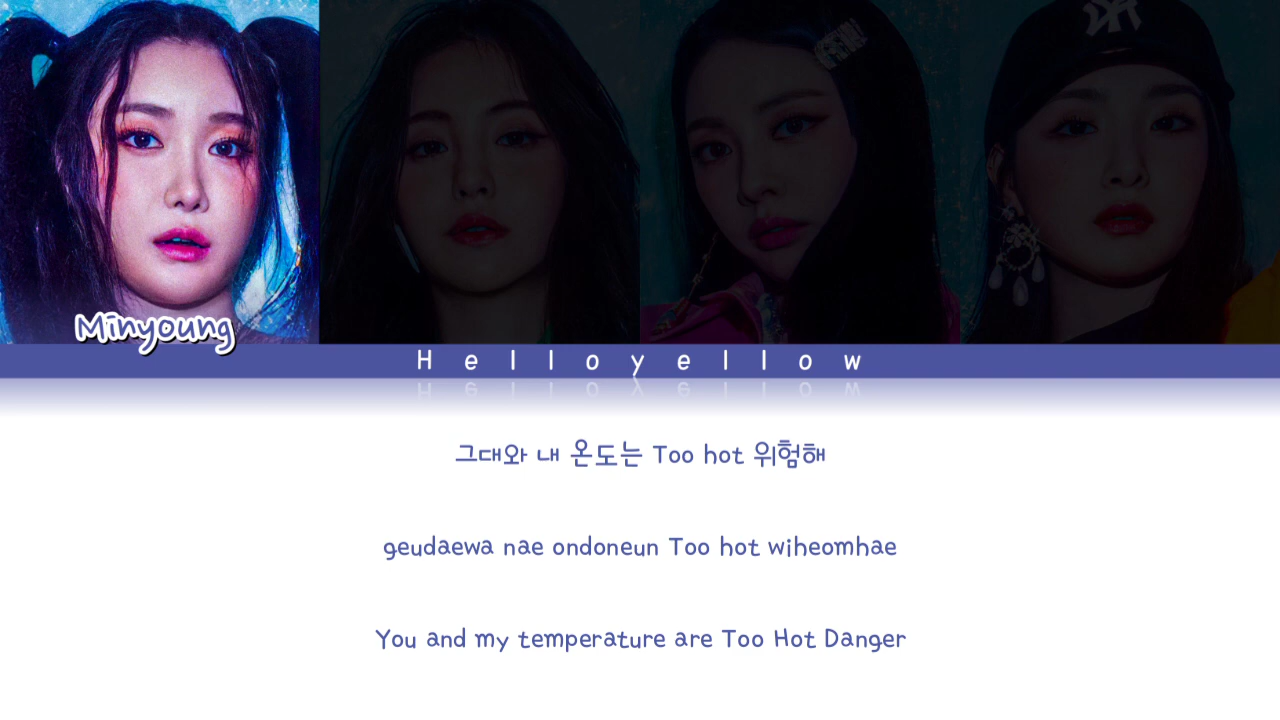 Minyoung
Helloyellow
그대와 내 온도는 Too hot 위험해
geudaewa nae ondoneun Too hot wiheomhae
You and my temperature are Too Hot Danger